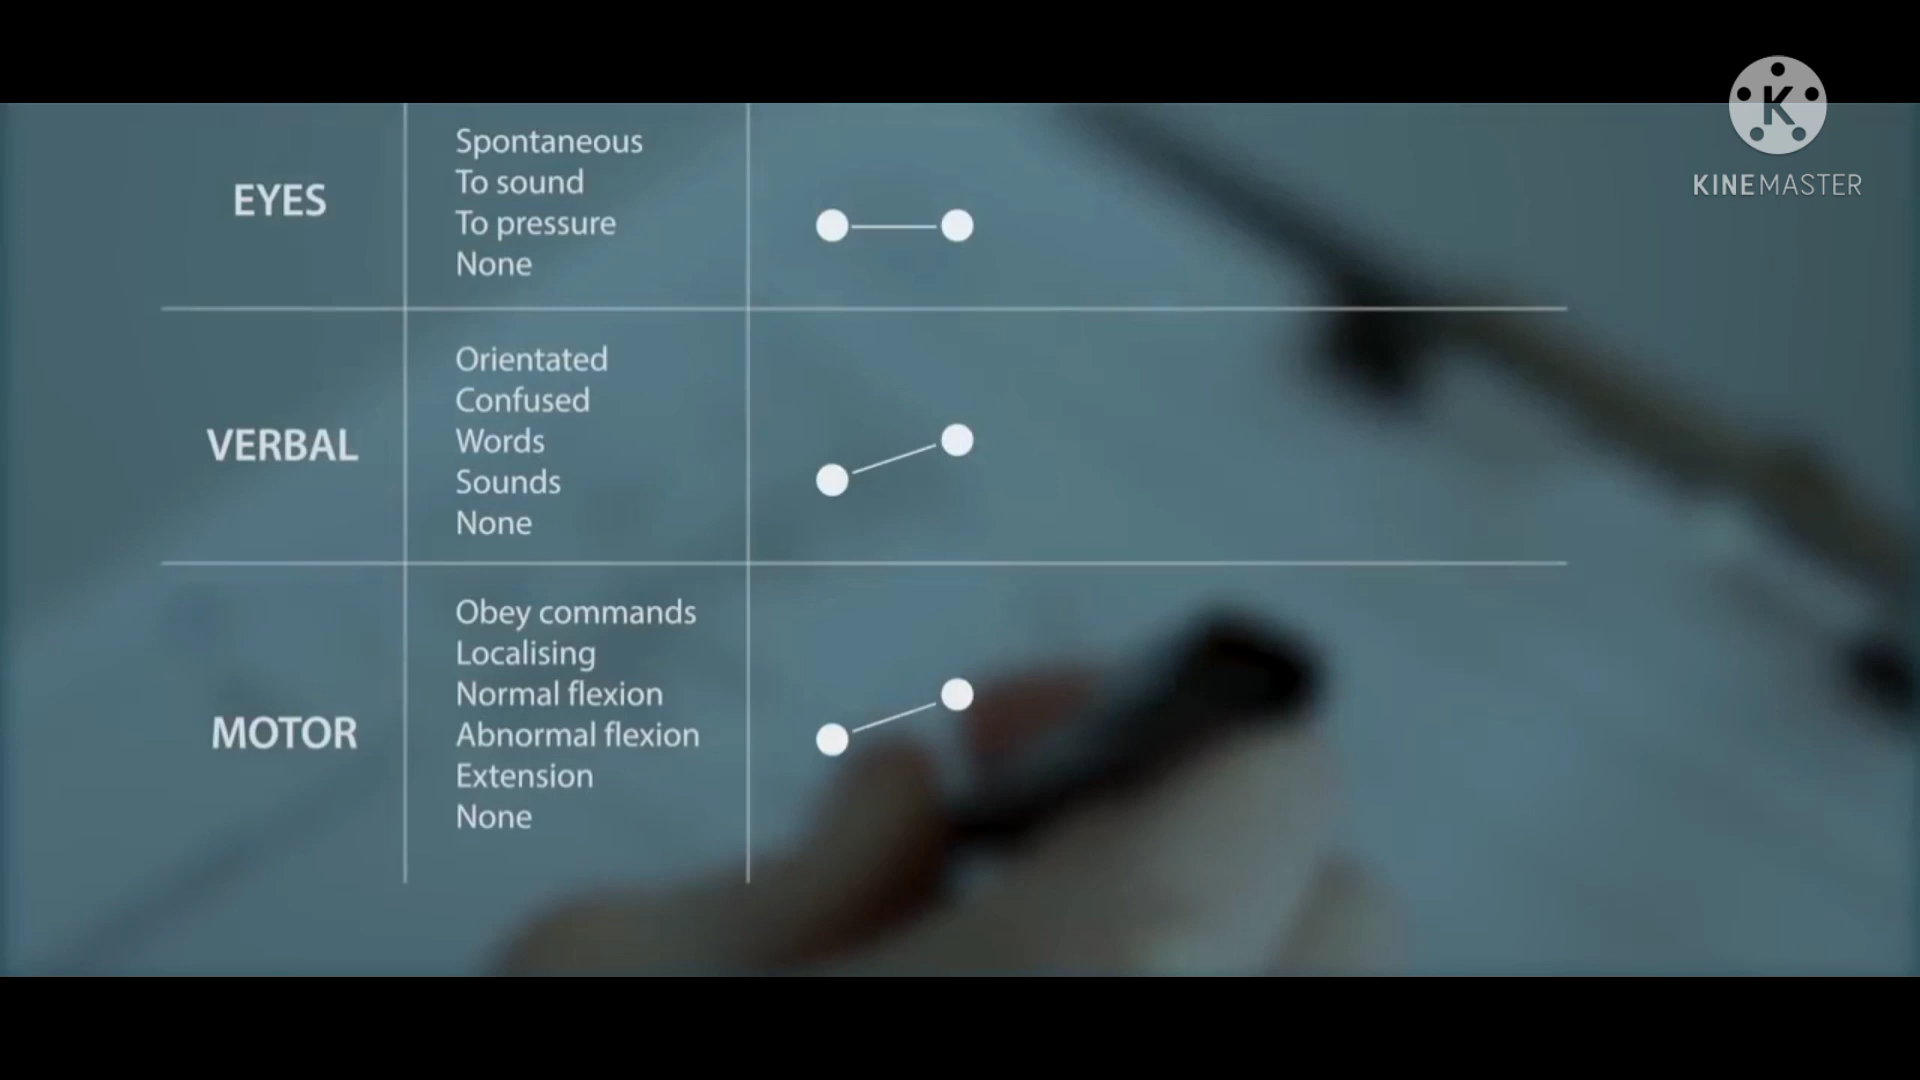 EYES
Spontaneous
To sound
To pressure
None
VERBAL
Orientated
Confused
Words
Sounds
None
MOTOR
Obey commands
Localising
Normal flexion
Abnormal flexion
Extension
None
K
KINEMASTER